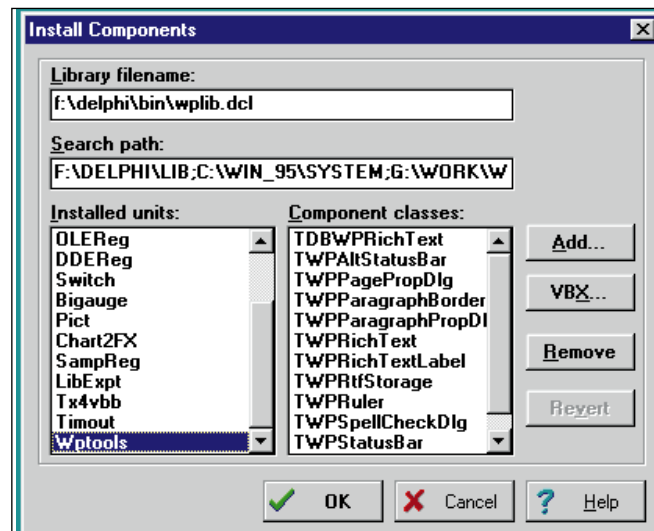 Install Components
Library filename:
f:\delphi\bin\wplib.dcl
Search path:
F:\DELPHI\LIB;C:\WIN_95\SYSTEM;G:\WORK\W
Installed units:
OLEReg
DDEReg
Switch
Bigauge
Pict
Chart2FX
SampReg
LibExpt
Tx4vbb
Timout
Wptools
Component classes:
TDBWPRichText
TWPAltStatusBar
TWPPagePropDlg
TWPParagraphBorder
TWPParagraphPropDl
TWPRichText
TWPRichTextLabel
TWPRtfStorage
TWPRuler
TWPSpellCheckDlg
TWPStatusBar
Add...
VBX...
Remove
Revert
OK
Cancel
Help